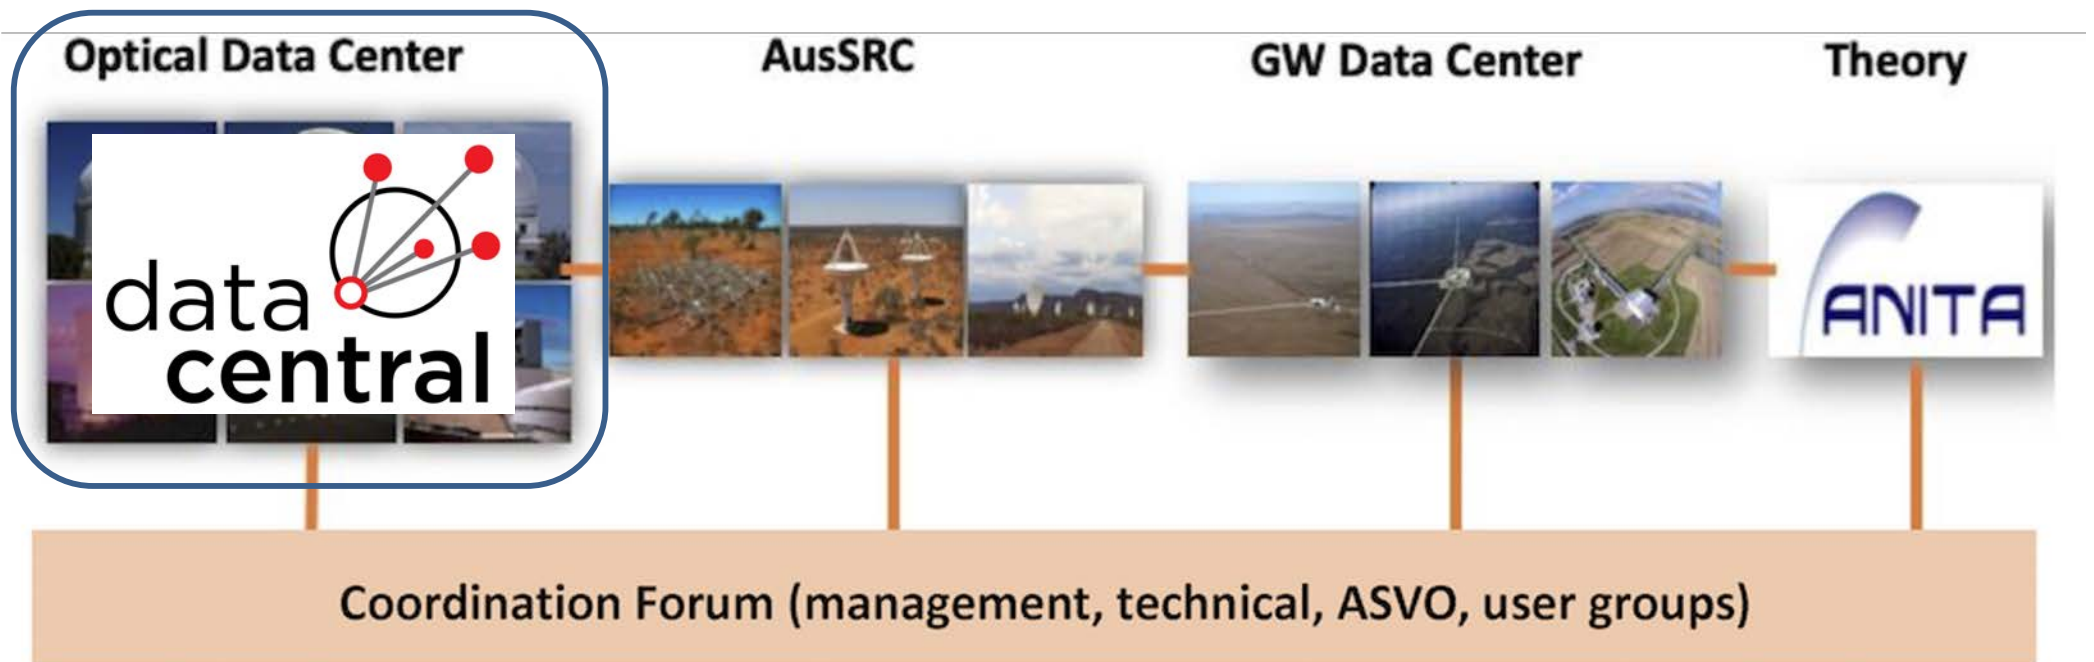 Optical Data Center
AusSRC
GW Data Center
Theory
data
central
ANITA
Coordination Forum (management, technical, ASVO, user groups)